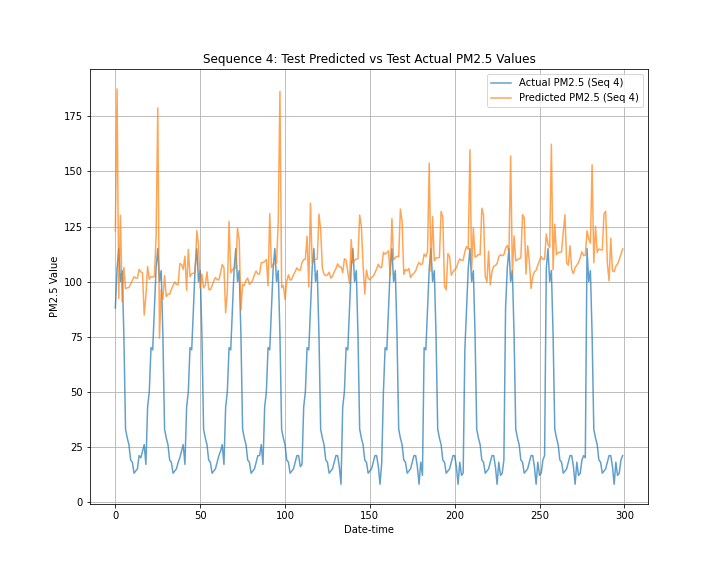 Sequence 4: Test Predicted vs Test Actual PM2.5 Values
Actual PM2.5 (Seq 4)
Predicted PM2.5 (Seq 4)
175
150
125
100
75
50
25
0
PM2.5 Value
0 50 100 150 200 250 300
Date-time